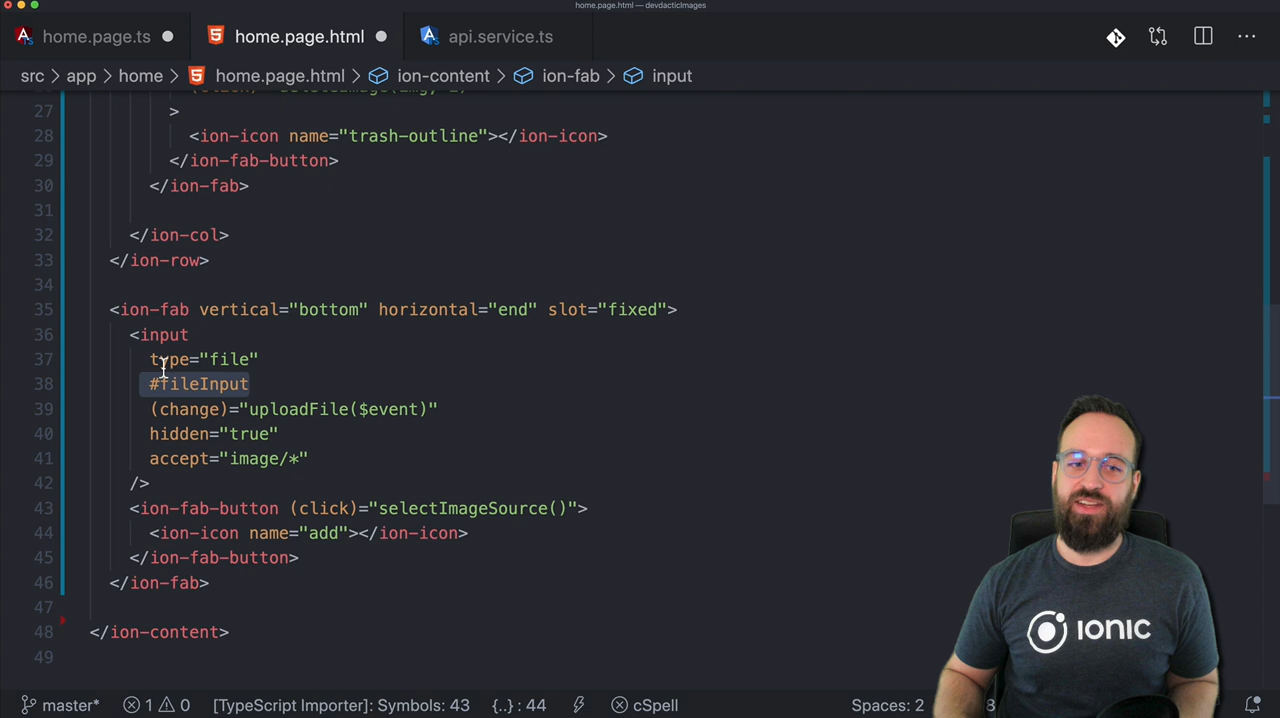 home.page.html — devdacticImages
home.page.ts
home.page.html
api.service.ts
src > app > home > home.page.html > ion-content > ion-fab > input
27 >
28 <ion-icon name="trash-outline"></ion-icon>
29 </ion-fab-button>
30 </ion-fab>
31
32 </ion-col>
33 </ion-row>
34
35 <ion-fab vertical="bottom" horizontal="end" slot="fixed">
36 <input
37 type="file"
38 #fileInput
39 (change)="uploadFile($event)"
40 hidden="true"
41 accept="image/*"
42 />
43 <ion-fab-button (click)="selectImageSource()">
44 <ion-icon name="add"></ion-icon>
45 </ion-fab-button>
46 </ion-fab>
47
48 </ion-content>
49
IONIC
master* 1 0 [TypeScript Importer]: Symbols: 43 {..} : 44 cSpell Spaces: 2